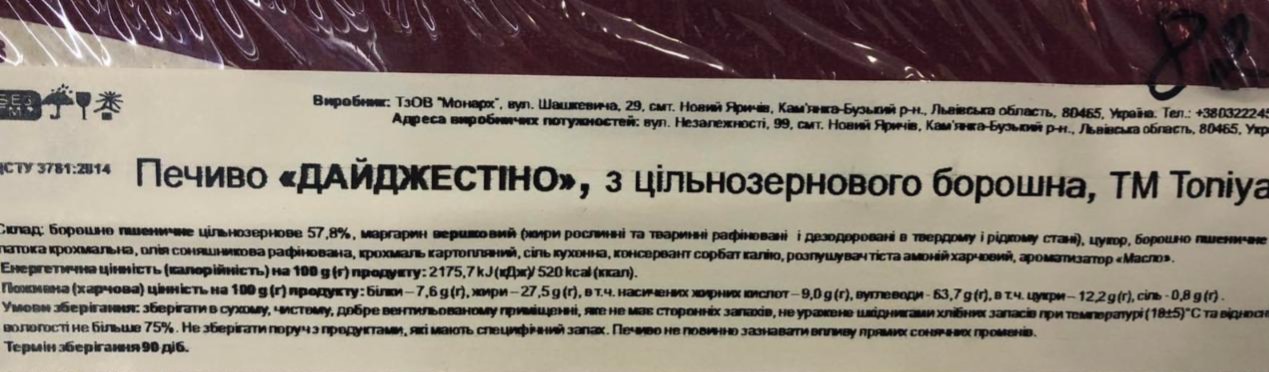 Виробник: ТзОВ "Монарх", вул. Шашкевича, 29, смт. Новий Яричів, Кам'янка-Бузький р-н., Львівська область, 80465, Україна. Тел.: +380322245
Адреса виробничих потужностей: вул. Незалежності, 99, смт. Новий Яричів, Кам'янка-Бузький р-н., Львівська область, 80465, Укр
ДСТУ 3781:2014
Печиво «ДАЙДЖЕСТІНО», з цільнозернового борошна, ТМ Toniya
Склад: борошно пшеничне цільнозернове 57,8%, маргарин вершковий (жири рослинні та тваринні рафіновані і дезодоровані в твердому і рідкому стані), цукор, борошно пшеничне
патока крохмальна, олія соняшникова рафінована, крохмаль картопляний, сіль кухонна, консервант сорбат калію, розпушувач тіста амоній харчовий, ароматизатор «Масло».
Енергетична цінність (калорійність) на 100 g (г) продукту: 2175,7 kJ (кДж)/ 520 kcal (ккал).
Поживна (харчова) цінність на 100 g (г) продукту: Білки – 7,6 g (г), жири – 27,5 g (г), в т.ч. насичених жирних кислот – 9,0 g (г), вуглеводи - 63,7 g (г), в т.ч. цукри – 12,2 g (г), сіль - 0,8 g (г) .
Умови зберігання: зберігати в сухому, чистому, добре вентильованому приміщенні, яке не має сторонніх запахів, не уражене шкідниками хлібних запасів при температурі (18±5)°С та відносн
вологості не більше 75%. Не зберігати поруч з продуктами, які мають специфічний запах. Печиво не повинно зазнавати впливу прямих сонячних променів.
Термін зберігання 90 діб.